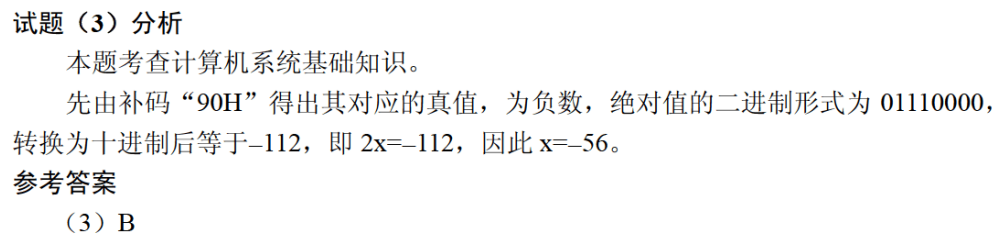 试题（3）分析
本题考查计算机系统基础知识。
先由补码“90H”得出其对应的真值，为负数，绝对值的二进制形式为 01110000，
转换为十进制后等于–112，即 2x=–112，因此 x=–56。
参考答案
（3）B